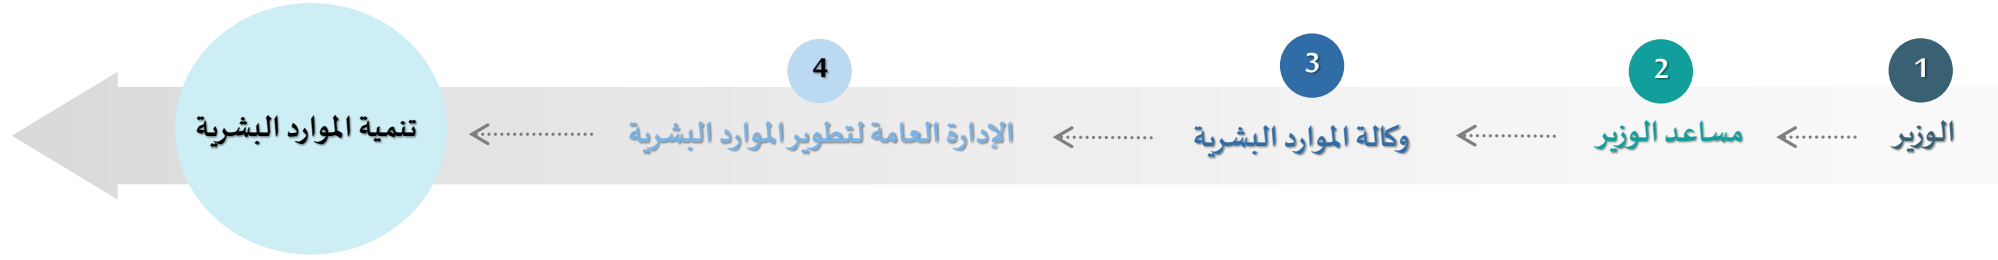 1
الوزير
2
مساعد الوزير
3
وكالة الموارد البشرية
4
الإدارة العامة لتطوير الموارد البشرية
تنمية الموارد البشرية